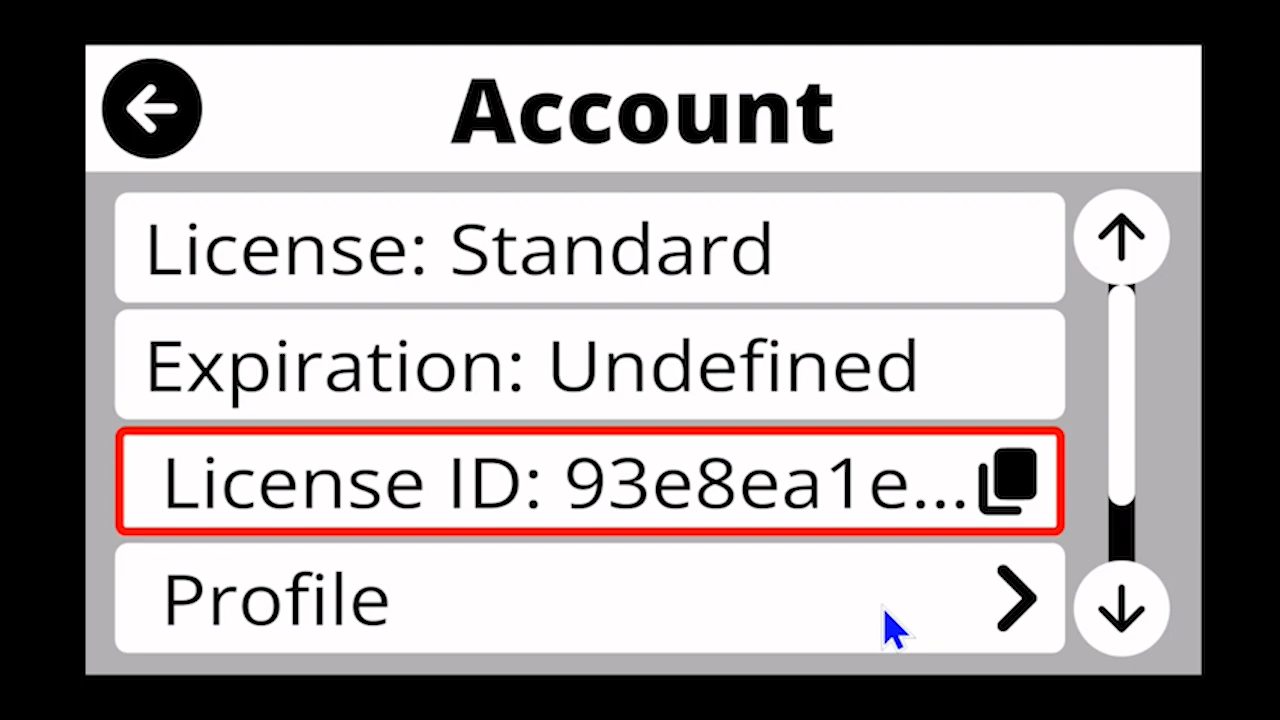 Account
License: Standard
Expiration: Undefined
License ID: 93e8ea1e...
Profile